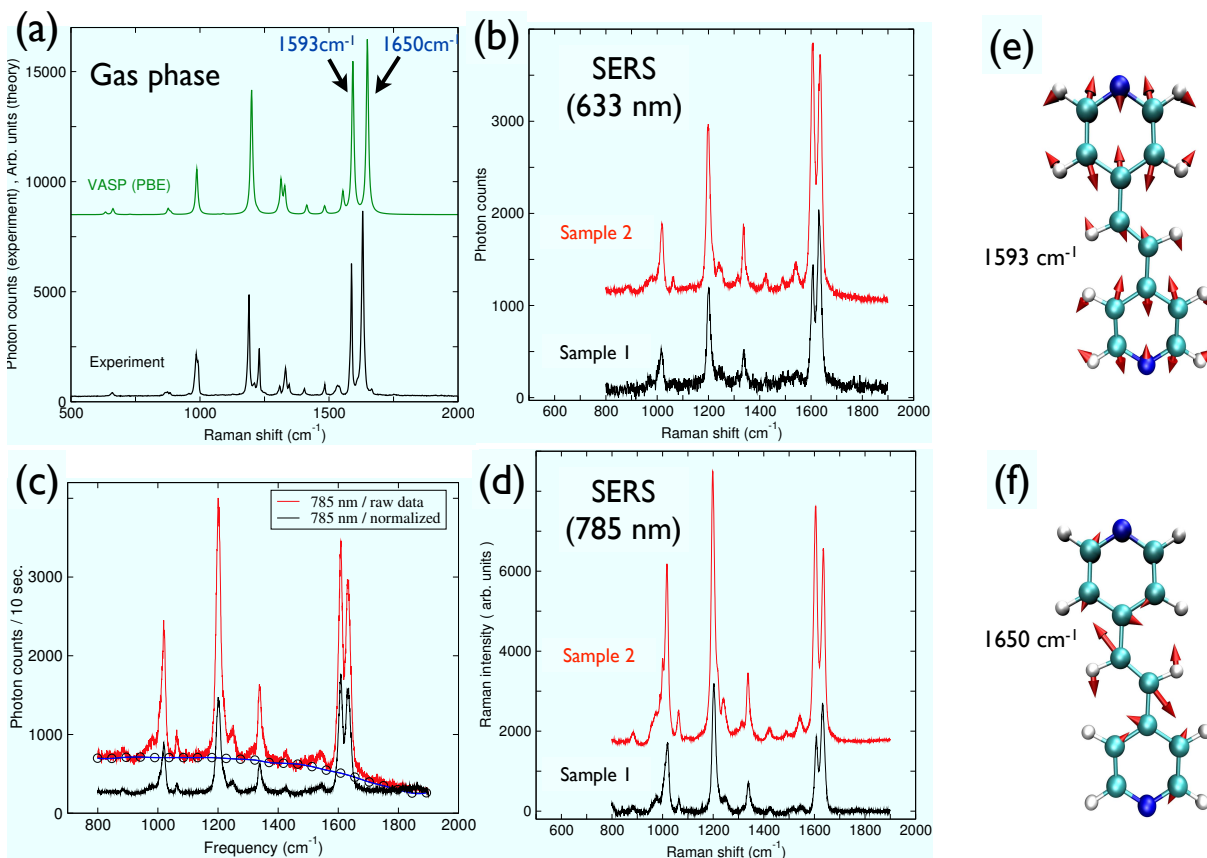 (a)
1593cm-1
1650cm-1
Gas phase
VASP (PBE)
Experiment
Photon counts (experiment) , Arb. units (theory)
15000
10000
5000
0
500
1000
1500
2000
Raman shift (cm-1)
(b)
SERS
(633 nm)
Sample 2
Sample 1
Photon counts
3000
2000
1000
0
600
800
1000
1200
1400
1600
1800
2000
Raman shift (cm-1)
(e)
1593 cm-1
(c)
785 nm / raw data
785 nm / normalized
Photon counts / 10 sec.
3000
2000
1000
0
800
1000
1200
1400
1600
1800
2000
Frequency (cm-1)
(d)
SERS
(785 nm)
Sample 2
Sample 1
Raman intensity ( arb. units)
6000
4000
2000
0
600
800
1000
1200
1400
1600
1800
2000
Raman shift (cm-1)
(f)
1650 cm-1